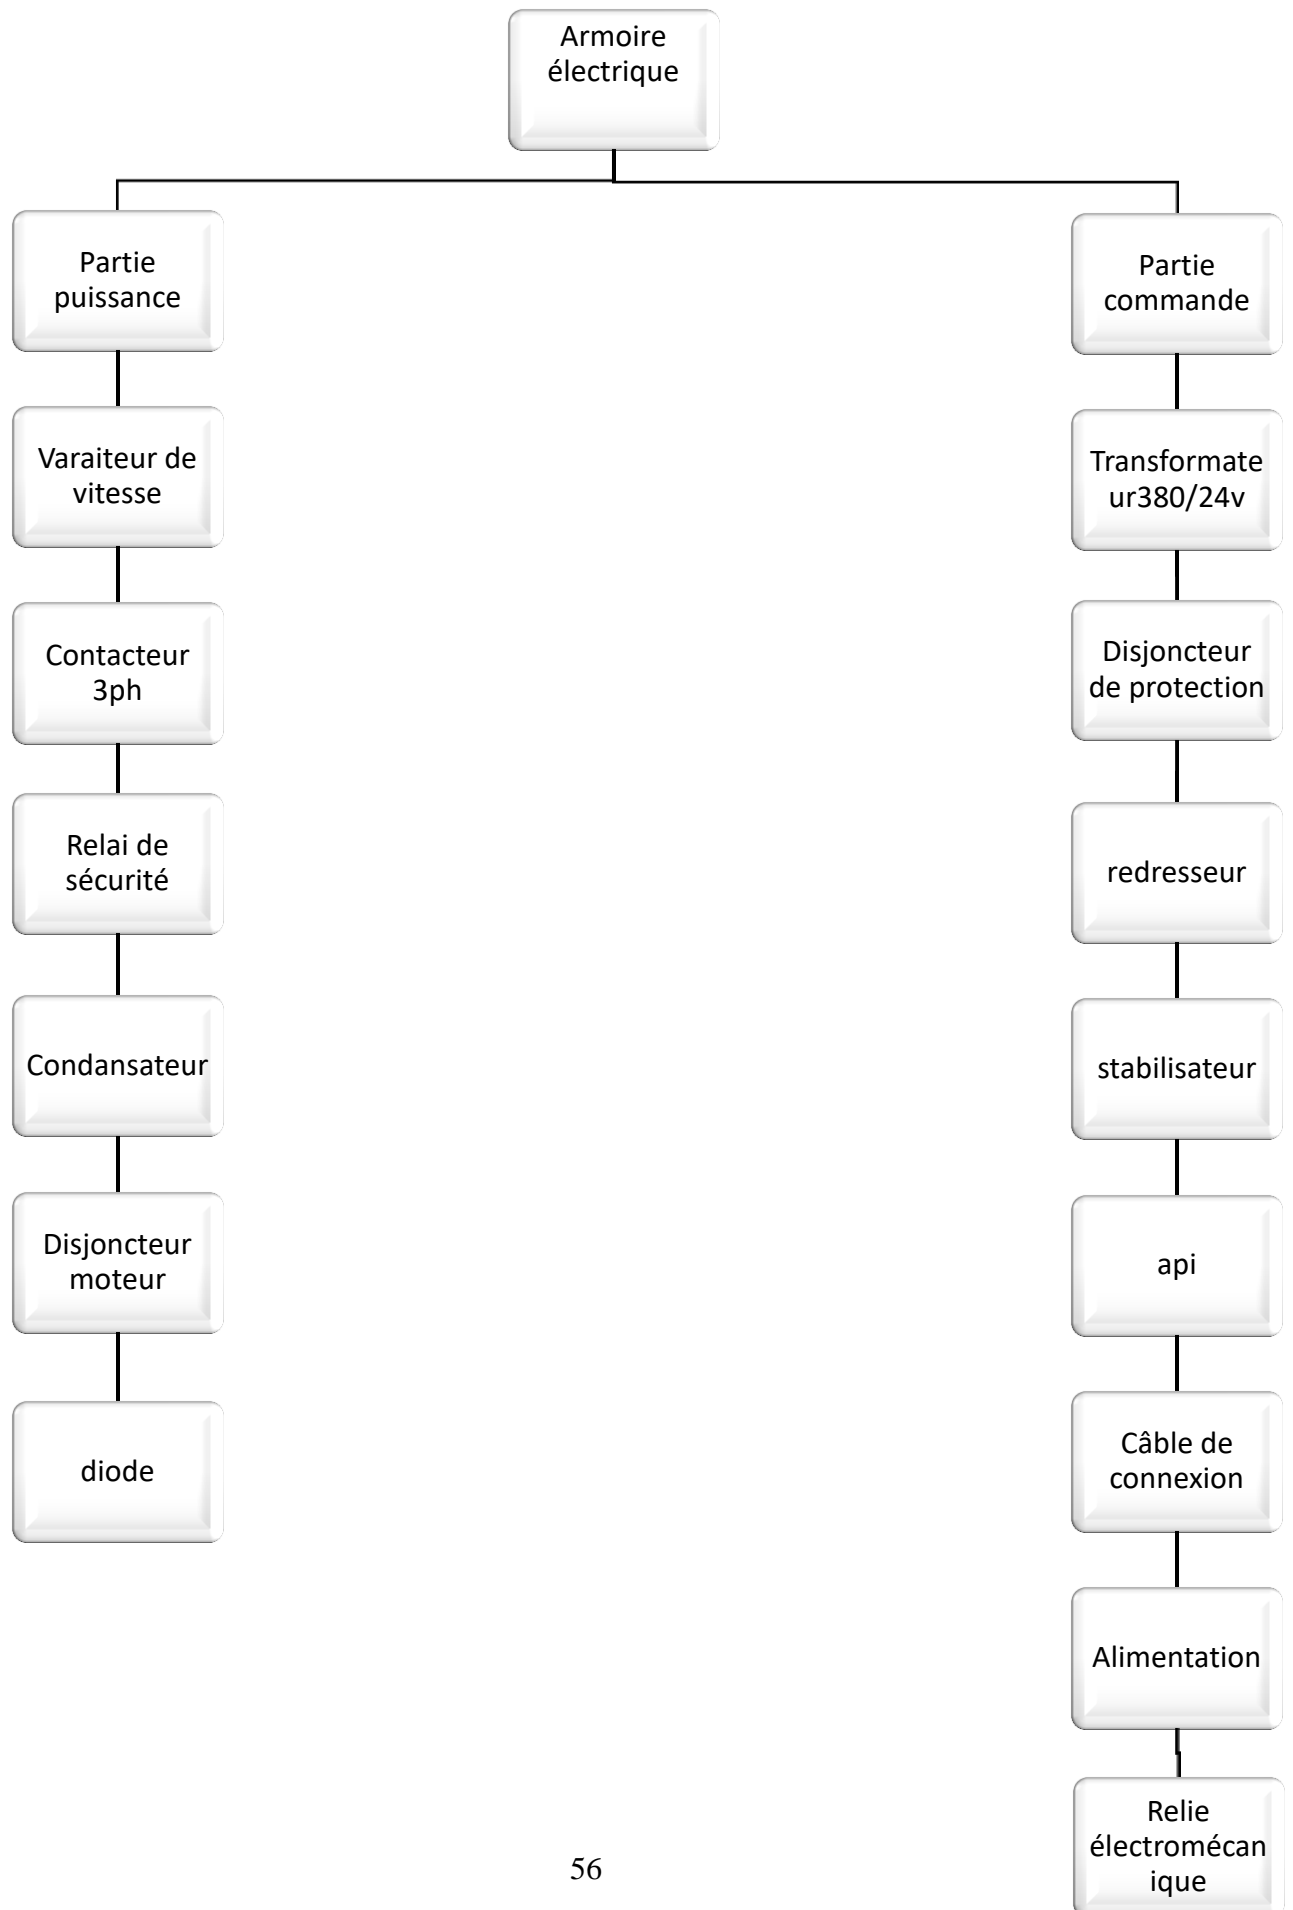 Armoire
électrique
Partie
puissance
Varaiteur de
vitesse
Contacteur
3ph
Relai de
sécurité
Condansateur
Disjoncteur
moteur
diode
Partie
commande
Transformate
ur380/24v
Disjoncteur
de protection
redresseur
stabilisateur
api
Câble de
connexion
Alimentation
Relie
électromécan
ique
56